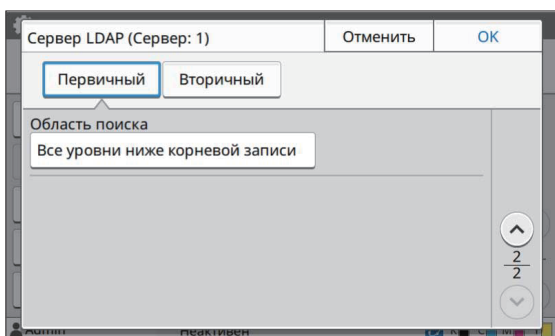 Сервер LDAP (Сервер: 1)
Отменить
OK
Первичный
Вторичный
Область поиска
Все уровни ниже корневой записи
2
2
Admin
Неактивен